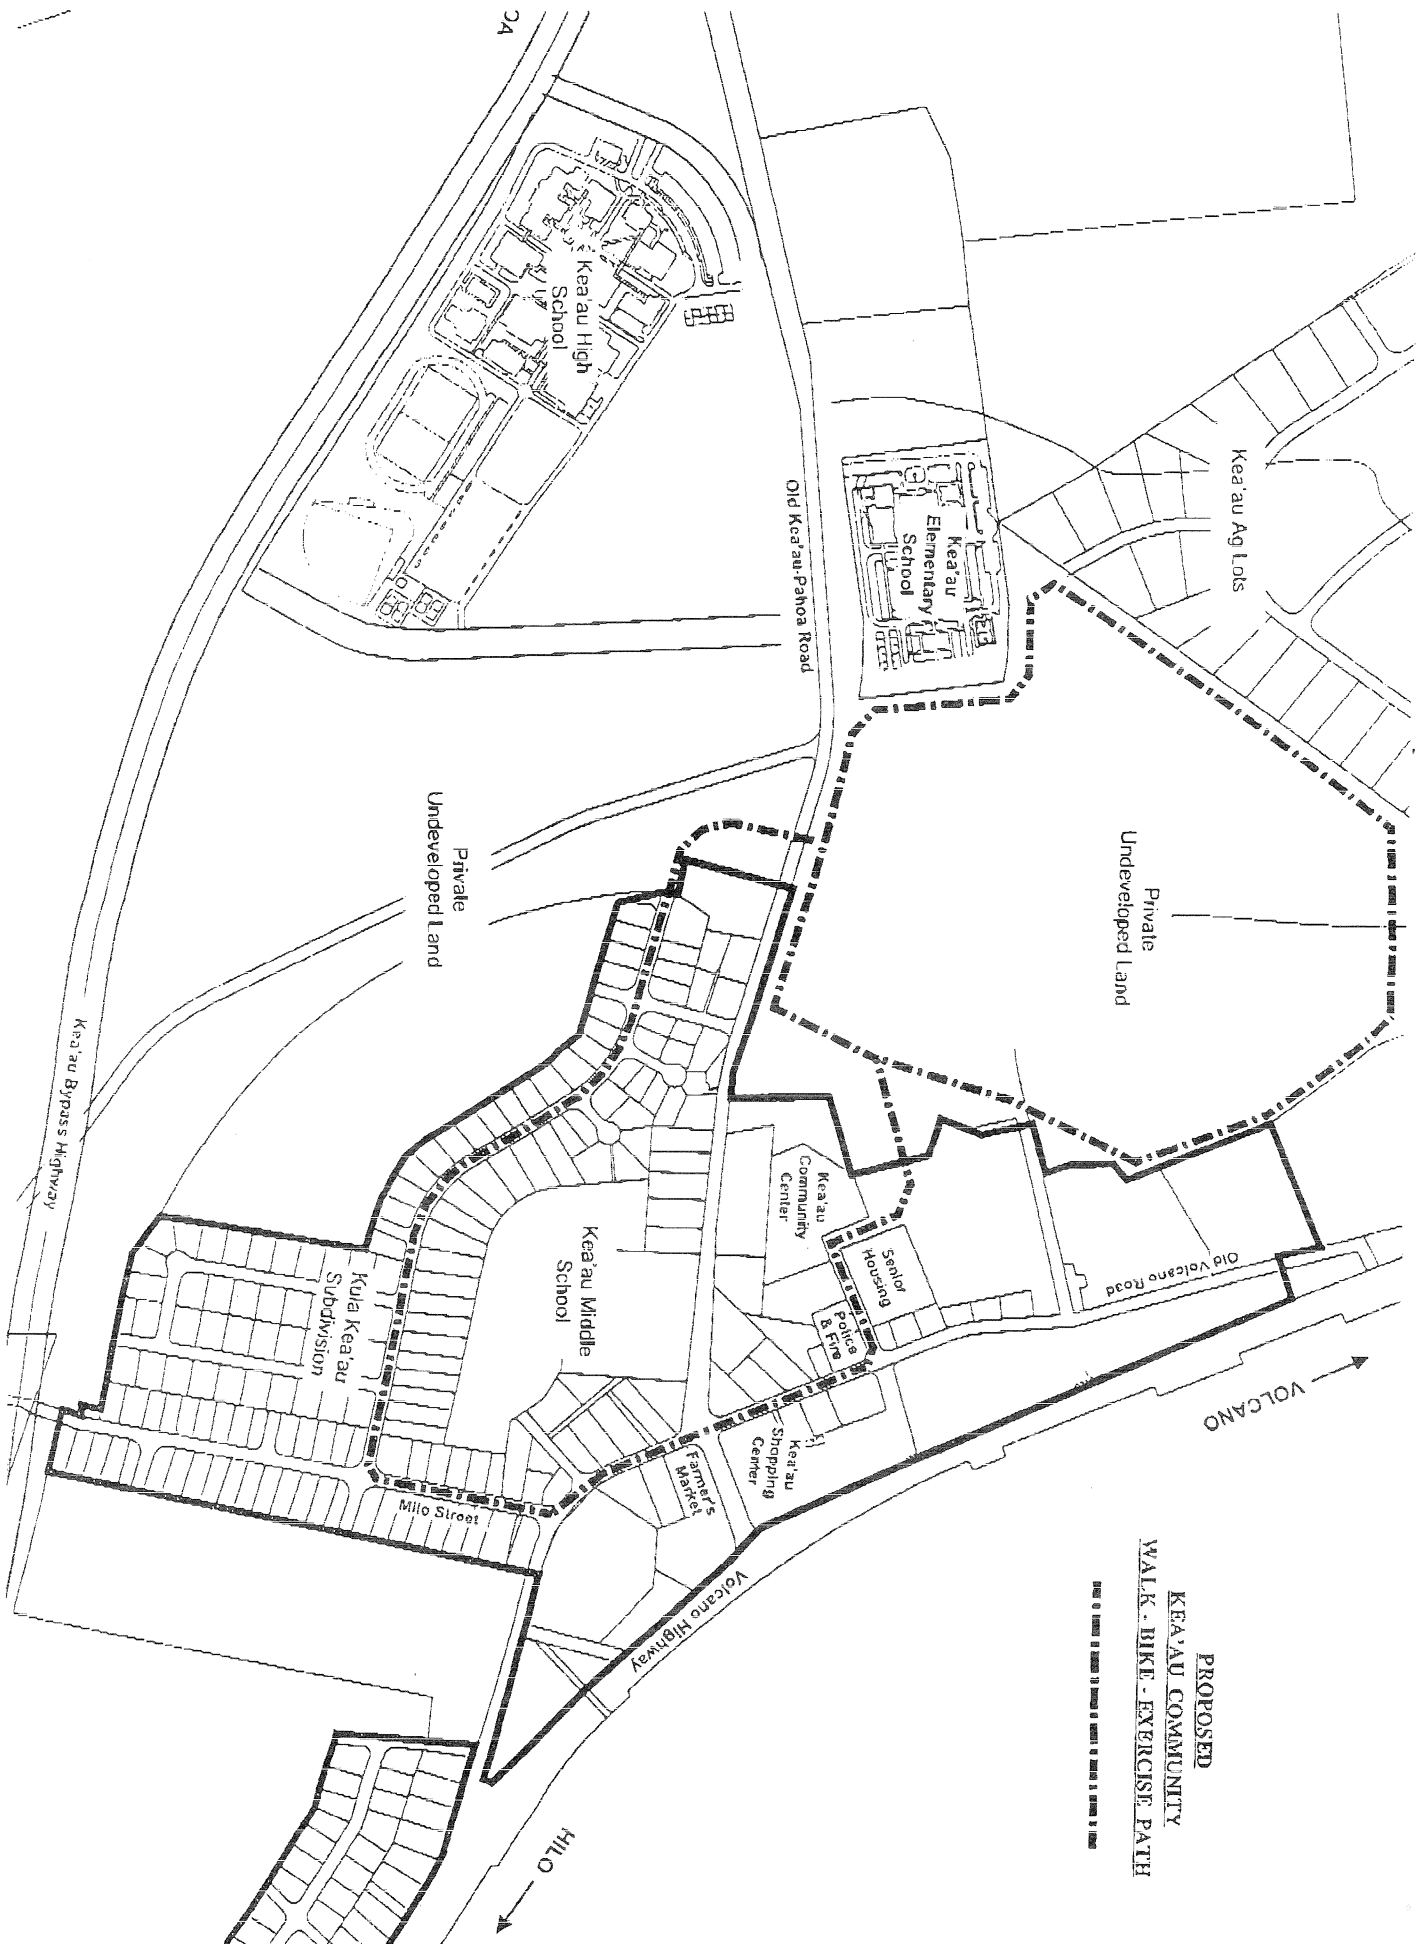 PROPOSED
KEA'AU COMMUNITY
WALK - BIKE - EXERCISE PATH
OA
Kea'au High
School
Kea'au Ag Lots
Kea'au
Elementary
School
Old Kea'au-Pahoa Road
Private
Undeveloped Land
Private
Undeveloped Land
Kea'au Bypass Highway
Kea'au
Community
Center
Senior
Housing
Police
& Fire
Old Volcano Road
VOLCANO
Kea'au Middle
School
Kula Kea'au
Subdivision
Kea'au
Shopping
Center
Farmer's
Market
Milo Street
Volcano Highway
HILO